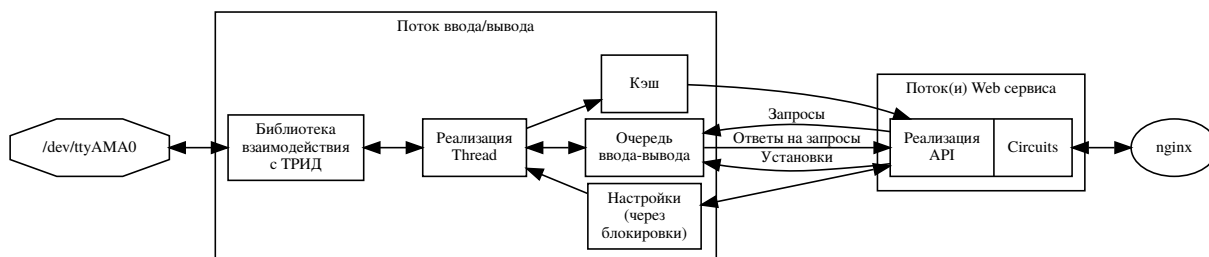 Поток ввода/вывода
/dev/ttyAMA0
Библиотека
взаимодействия
с ТРИД
Реализация
Thread
Кэш
Очередь
ввода-вывода
Настройки
(через
блокировки)
Запросы
Ответы на запросы
Установки
Поток(и) Web сервиса
Реализация
API
Circuits
nginx